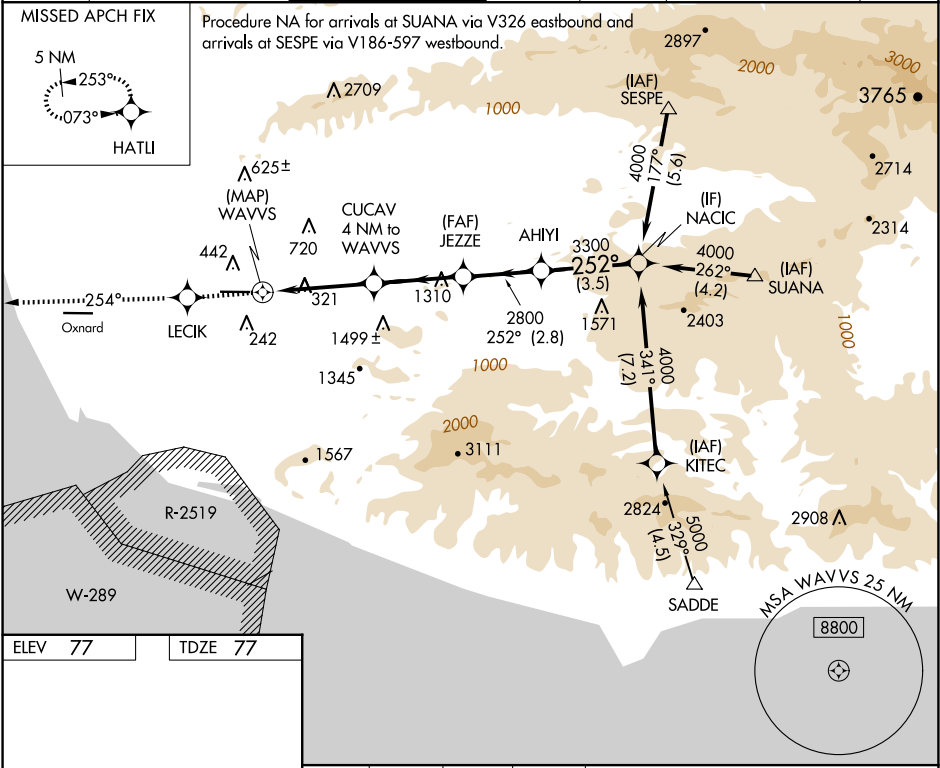 MISSED APCH FIX
5 NM
253°
073°
HATLI
Procedure NA for arrivals at SUANA via V326 eastbound and
arrivals at SESPE via V186-597 westbound.
2897
2000
3000
3765
2709
1000
(IAF)
SESPE
4000
177°
(5.6)
2714
2314
625±
(MAP)
WAVVS
CUCAV
4 NM to
WAVVS
(FAF)
JEZZE
AHIYI
(IF)
NACIC
720
442
3300
252°
(3.5)
4000
262°
(4.2)
(IAF)
SUANA
254°
Oxnard
LECIK
321
1310
242
1499±
2800
252° (2.8)
1571
2403
1000
1345
1000
4000
341°
(7.2)
2000
3111
1567
(IAF)
KITEC
R-2519
2824
5000
329°
(4.5)
2908
W-289
SADDE
MSA WAVVS 25 NM
8800
ELEV 77
TDZE 77